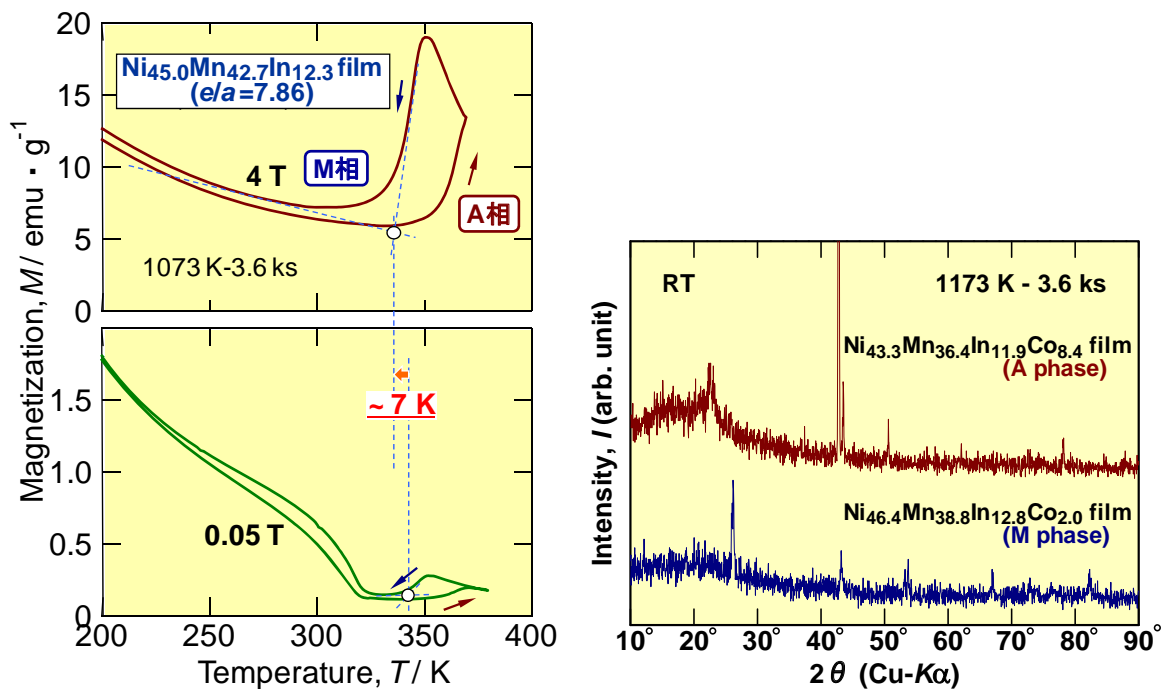 20
15
10
5
0
Ni45.0Mn42.7In12.3 film
(e/a=7.86)
4 T
M相
A相
1073 K-3.6 ks
Magnetization, M / emu・g-1
1.5
1.0
0.5
0
~ 7 K
0.05 T
200 250 300 350 400
Temperature, T / K
Intensity, I (arb. unit)
RT
1173 K - 3.6 ks
Ni43.3Mn36.4In11.9Co8.4 film
(A phase)
Ni46.4Mn38.8In12.8Co2.0 film
(M phase)
10° 20° 30° 40° 50° 60° 70° 80° 90°
2θ (Cu-Kα)